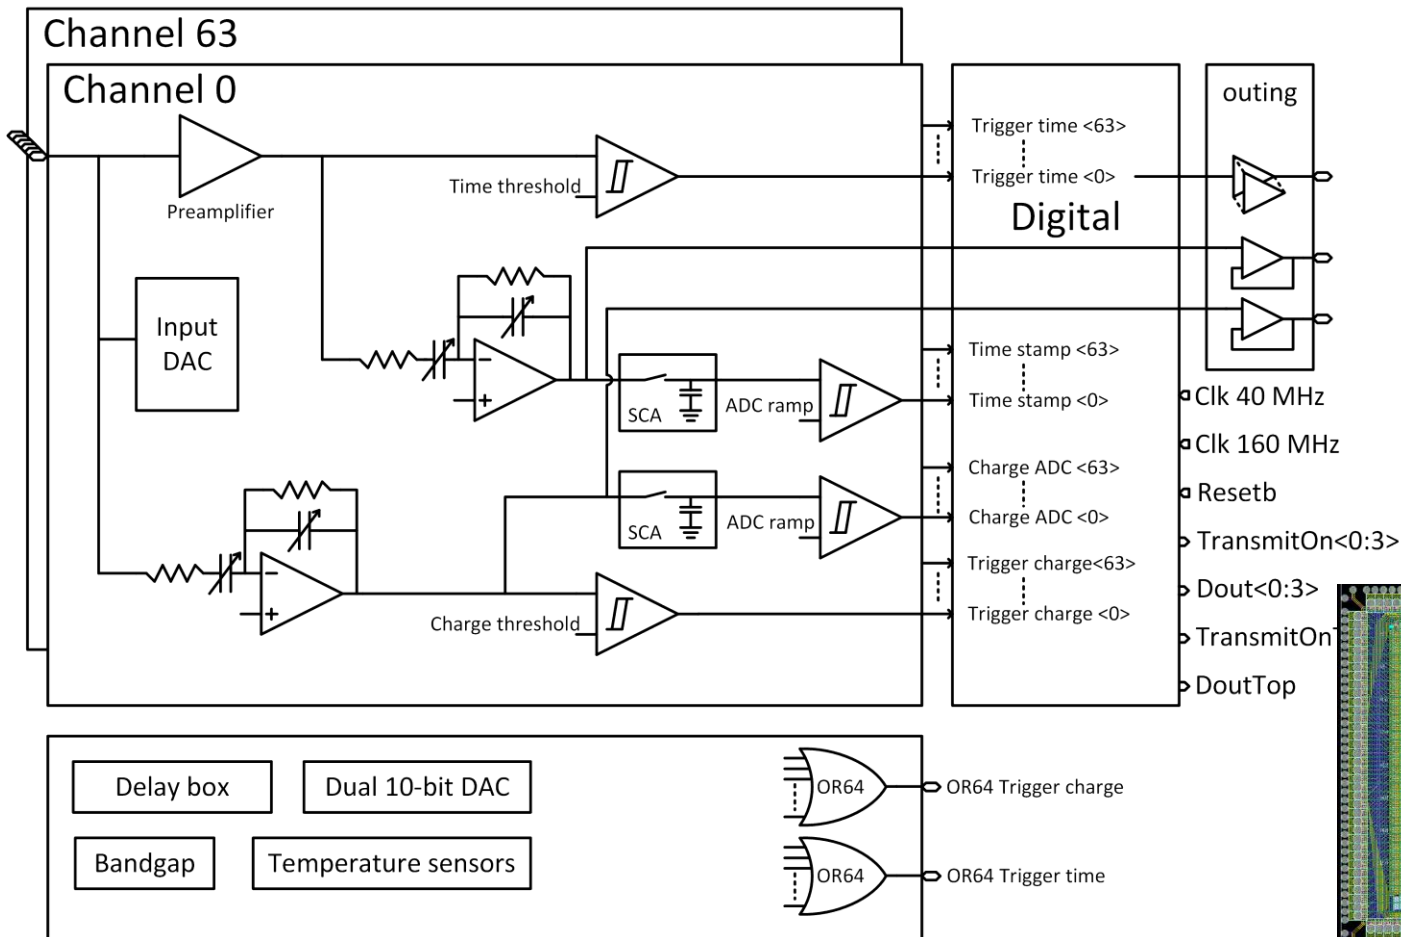 Channel 63
Channel 0
Preamplifier
Time threshold
Input
DAC
SCA
ADC ramp
SCA
ADC ramp
Charge threshold
Trigger time <63>
Trigger time <0>
Digital
Time stamp <63>
Time stamp <0>
Charge ADC <63>
Charge ADC <0>
Trigger charge<63>
Trigger charge <0>
outing
Clk 40 MHz
Clk 160 MHz
Resetb
TransmitOn<0:3>
Dout<0:3>
TransmitOn
DoutTop
Delay box
Dual 10-bit DAC
Bandgap
Temperature sensors
OR64
OR64 Trigger charge
OR64
OR64 Trigger time